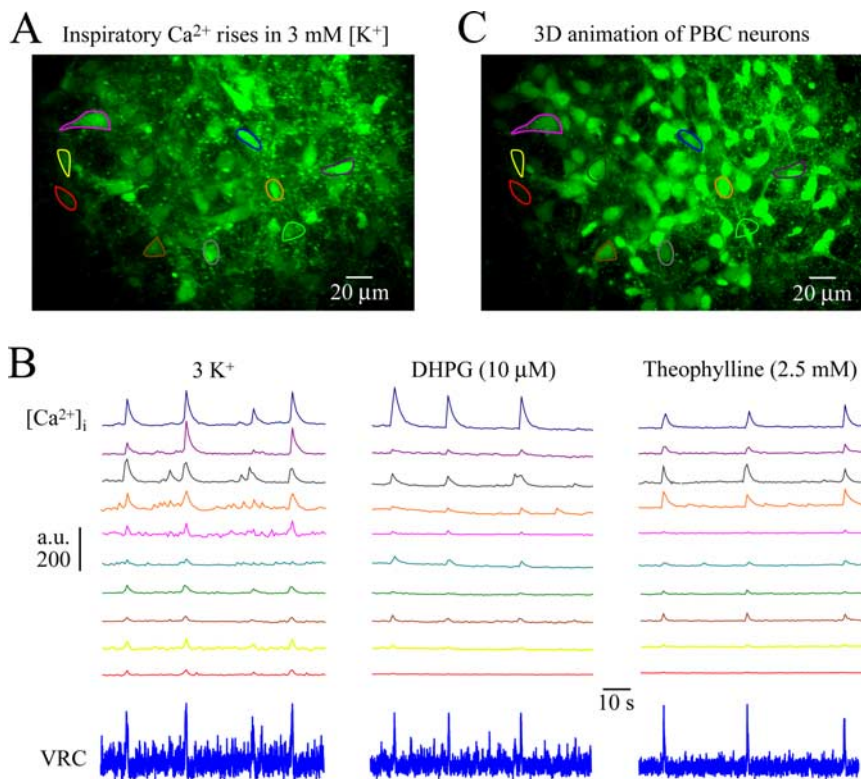 A Inspiratory Ca²⁺ rises in 3 mM [K⁺]
20 µm
C 3D animation of PBC neurons
20 µm
B 3 K⁺ DHPG (10 µM) Theophylline (2.5 mM)
[Ca²⁺]ᵢ
a.u.
200
10 s
VRC